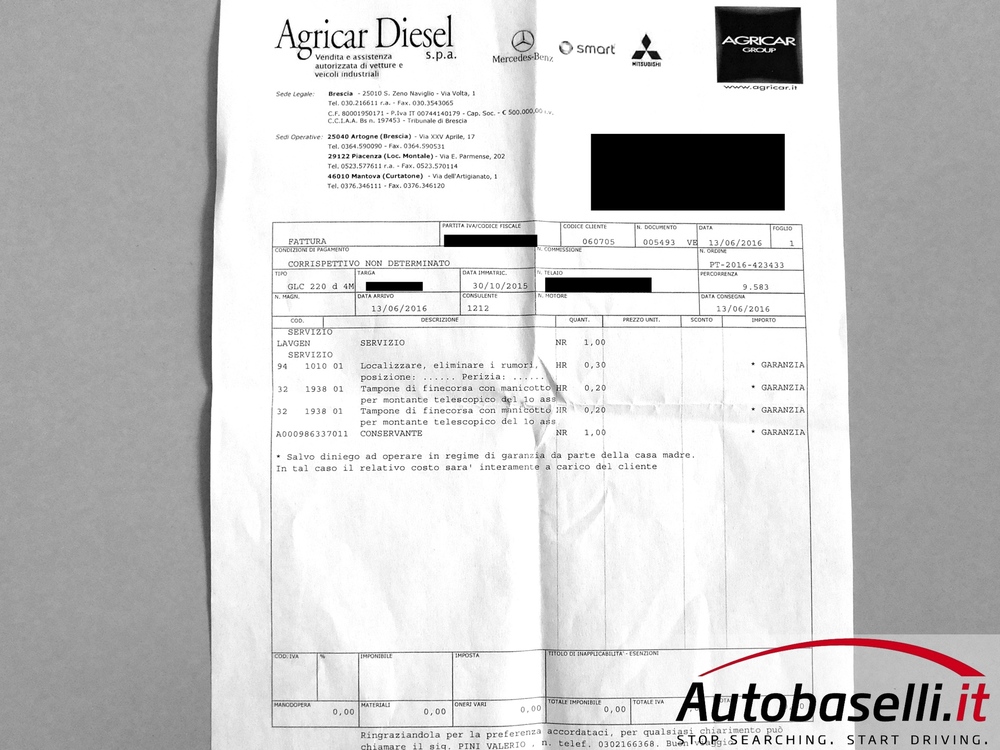 Agricar Diesel
s.p.a.
Vendita e assistenza
autorizzata di vetture e
veicoli industriali
Mercedes-Benz
smart
MITSUBISHI
AGRICAR
GROUP
www.agricar.it
Sede Legale: Brescia - 25010 S. Zeno Naviglio - Via Volta, 1
Tel. 030.216611 r.a. - Fax. 030.3543065
C.F. 80001950171 - P.Iva IT 00744140179 - Cap. Soc. - € 500.000,00 i.v.
C.C.I.A.A. Bs n. 197453 - Tribunale di Brescia
Sedi Operative: 25040 Artogne (Brescia) - Via XXV Aprile, 17
Tel. 0364.590090 - Fax. 0364.590531
29122 Piacenza (Loc. Montale) - Via E. Parmense, 202
Tel. 0523.577611 r.a. - Fax. 0523.570114
46010 Mantova (Curtatone) - Via dell'Artigianato, 1
Tel. 0376.346111 - Fax. 0376.346120
PARTITA IVA/CODICE FISCALE CODICE CLIENTE N. DOCUMENTO DATA FOGLIO
FATTURA 060705 005493 VE 13/06/2016 1
CONDIZIONI DI PAGAMENTO N. COMMISSIONE N. ORDINE
CORRISPETTIVO NON DETERMINATO PT-2016-423433
TIPO TARGA DATA IMMATRIC. N. TELAIO PERCORRENZA
GLC 220 d 4M 30/10/2015 9.583
N. MAGN. DATA ARRIVO CONSULENTE N. MOTORE DATA CONSEGNA
13/06/2016 1212 13/06/2016
COD. DESCRIZIONE QUANT. PREZZO UNIT. SCONTO IMPORTO
SERVIZIO
LAVGEN SERVIZIO NR 1,00
SERVIZIO
94 1010 01 Localizzare, eliminare i rumori, HR 0,30 * GARANZIA
posizione: ...... Perizia: ......
32 1938 01 Tampone di finecorsa con manicotto HR 0,20 * GARANZIA
per montante telescopico del 1o ass
32 1938 01 Tampone di finecorsa con manicotto HR 0,20 * GARANZIA
per montante telescopico del 1o ass
A000986337011 CONSERVANTE NR 1,00 * GARANZIA
* Salvo diniego ad operare in regime di garanzia da parte della casa madre.
In tal caso il relativo costo sara' interamente a carico del cliente
COD. IVA % IMPONIBILE IMPOSTA TITOLO DI INAPPLICABILITA' - ESENZIONI
MANODOPERA MATERIALI ONERI VARI TOTALE IMPONIBILE TOTALE IVA
0,00 0,00 0,00 0,00
Ringraziandola per la preferenza accordataci, per qualsiasi chiarimento può
chiamare il sig. PINI VALERIO . n. telef. 0302166368. Buon viaggio
Autobaselli.it
STOP SEARCHING. START DRIVING.